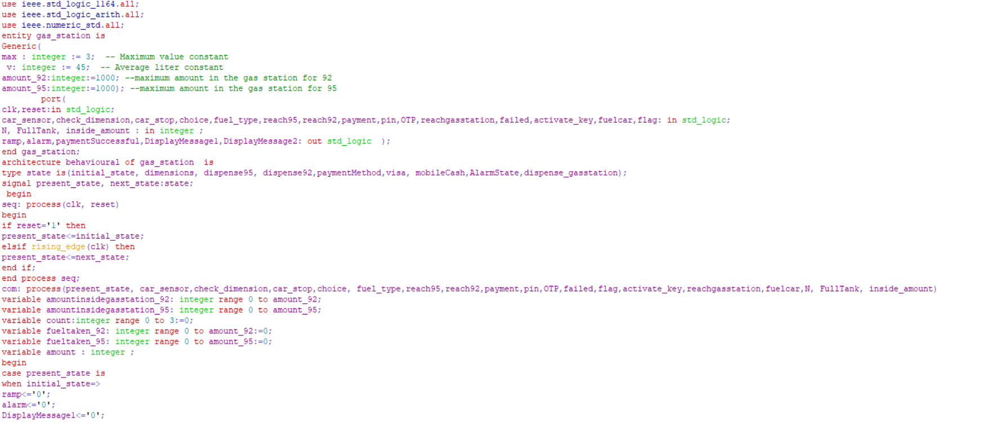 use ieee.std_logic_1164.all;
use ieee.std_logic_arith.all;
use ieee.numeric_std.all;
entity gas_station is
Generic(
max : integer := 3;  -- Maximum value constant
 v: integer := 45;  -- Average liter constant
amount_92:integer:=1000; --maximum amount in the gas station for 92
amount_95:integer:=1000); --maximum amount in the gas station for 95
        port(
clk,reset:in std_logic;
car_sensor,check_dimension,car_stop,choice,fuel_type,reach95,reach92,payment,pin,OTP,reachgasstation,failed,activate_key,fuelcar,flag: in std_logic;
N, FullTank, inside_amount : in integer ;
ramp,alarm,paymentSuccessful,DisplayMessage1,DisplayMessage2: out std_logic  );
end gas_station;
architecture behavioural of gas_station  is
type state is(initial_state, dimensions, dispense95, dispense92,paymentMethod,visa, mobileCash,AlarmState,dispense_gasstation);
signal present_state, next_state:state;
 begin
seq: process(clk, reset)
begin
if reset='1' then
present_state<=initial_state;
elsif rising_edge(clk) then
present_state<=next_state;
end if;
end process seq;
com: process(present_state, car_sensor,check_dimension,car_stop,choice, fuel_type,reach95,reach92,payment,pin,OTP,failed,flag,activate_key,reachgasstation,fuelcar,N, FullTank, inside_amount)
variable amountinsidegasstation_92: integer range 0 to amount_92;
variable amountinsidegasstation_95: integer range 0 to amount_95;
variable count:integer range 0 to 3:=0;
variable fueltaken_92: integer range 0 to amount_92:=0;
variable fueltaken_95: integer range 0 to amount_95:=0;
variable amount : integer ;
begin
case present_state is
when initial_state=>
ramp<='0';
alarm<='0';
DisplayMessage1<='0';